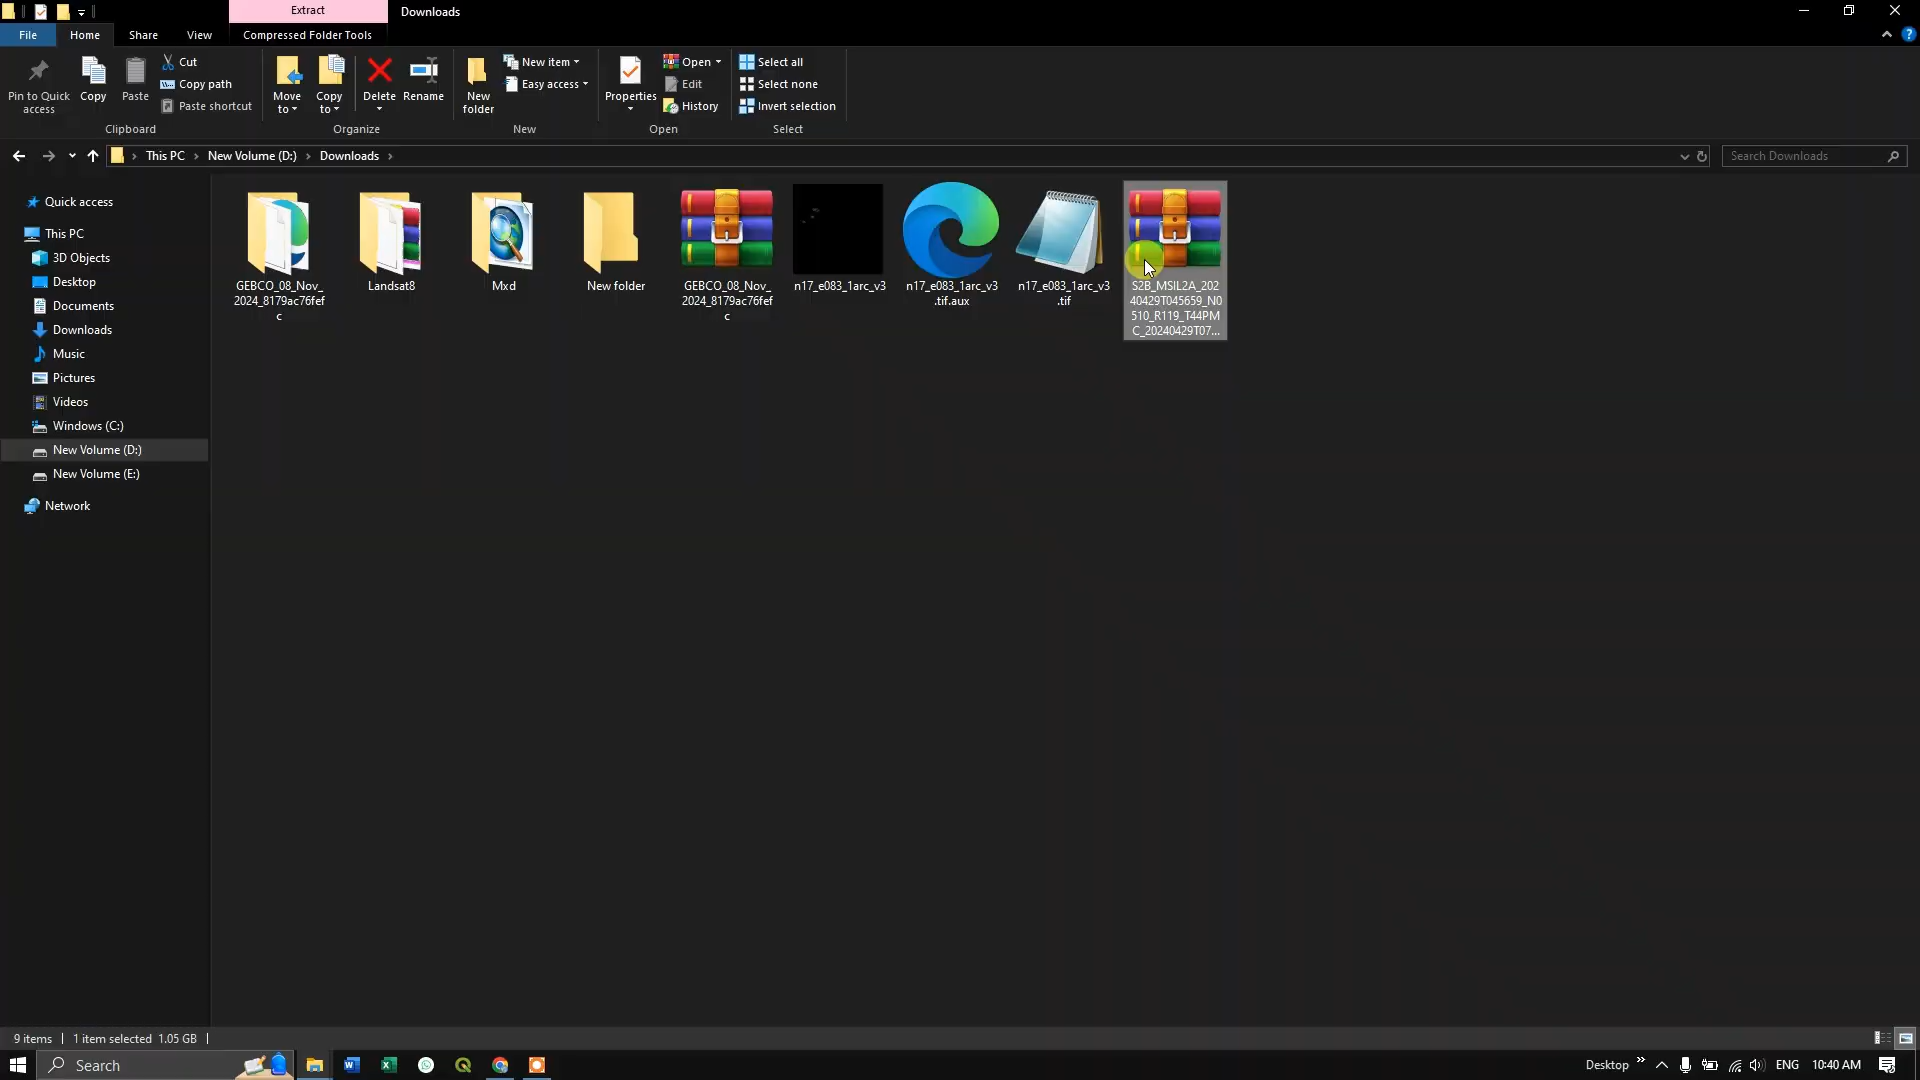 Extract
Downloads
File
Home
Share
View
Compressed Folder Tools
Pin to Quick
access
Copy
Paste
Cut
Copy path
Paste shortcut
Clipboard
Move
to
Copy
to
Delete
Rename
Organize
New
folder
New item
Easy access
New
Properties
Open
Edit
History
Open
Select all
Select none
Invert selection
Select
This PC
New Volume (D:)
Downloads
Search Downloads
Quick access
This PC
3D Objects
Desktop
Documents
Downloads
Music
Pictures
Videos
Windows (C:)
New Volume (D:)
New Volume (E:)
Network
GEBCO_08_Nov_
2024_8179ac76fef
c
Landsat8
Mxd
New folder
GEBCO_08_Nov_
2024_8179ac76fef
c
n17_e083_1arc_v3
n17_e083_1arc_v3
.tif.aux
n17_e083_1arc_v3
.tif
S2B_MSIL2A_202
40429T045659_N0
510_R119_T44PM
C_20240429T07...
9 items
1 item selected 1.05 GB
Search
Desktop
ENG
10:40 AM